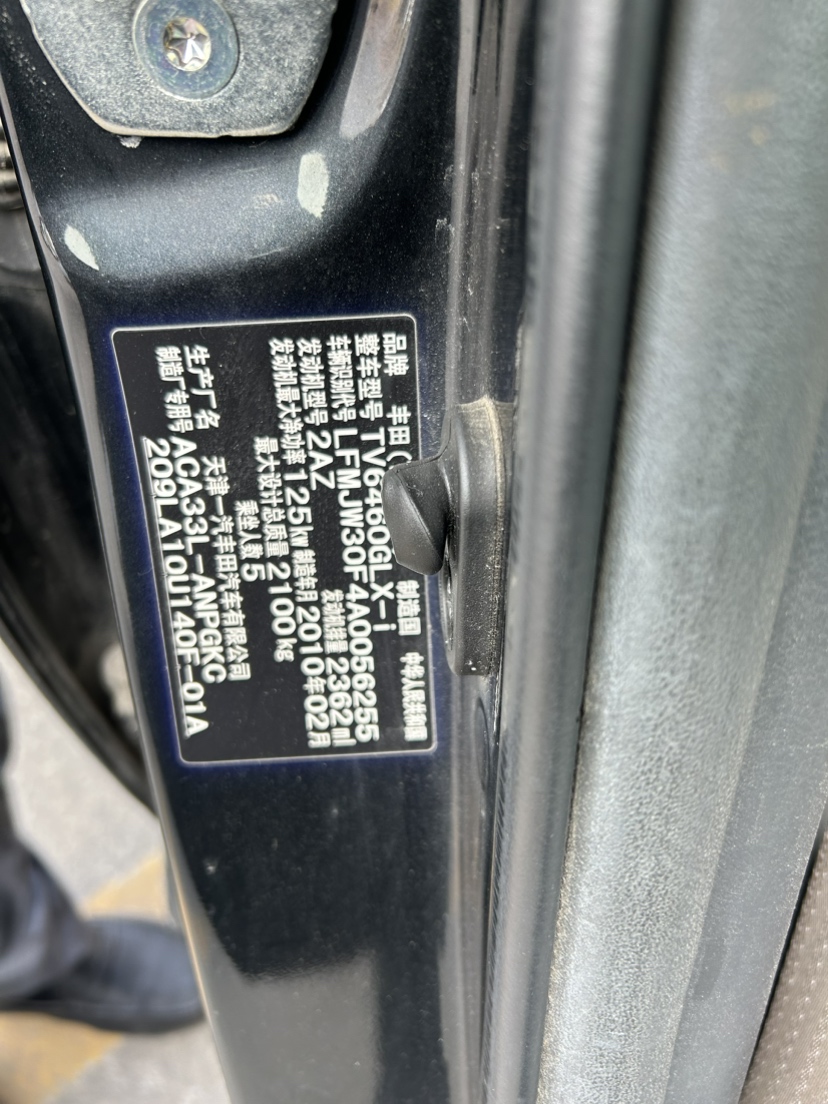 品牌 丰田( 制造国 中华人民共和国
整车型号 TV6460GLX-i
车辆识别代号 LFMJW30F4A0056255
发动机型号 2AZ 发动机排量 2362ml
发动机最大净功率 125kW 制造年月 2010年02月
最大设计总质量 2100kg
乘坐人数 5
生产厂名 天津一汽丰田汽车有限公司
制造厂专用号 ACA33L-ANPGKC
209LA10U140F-01A